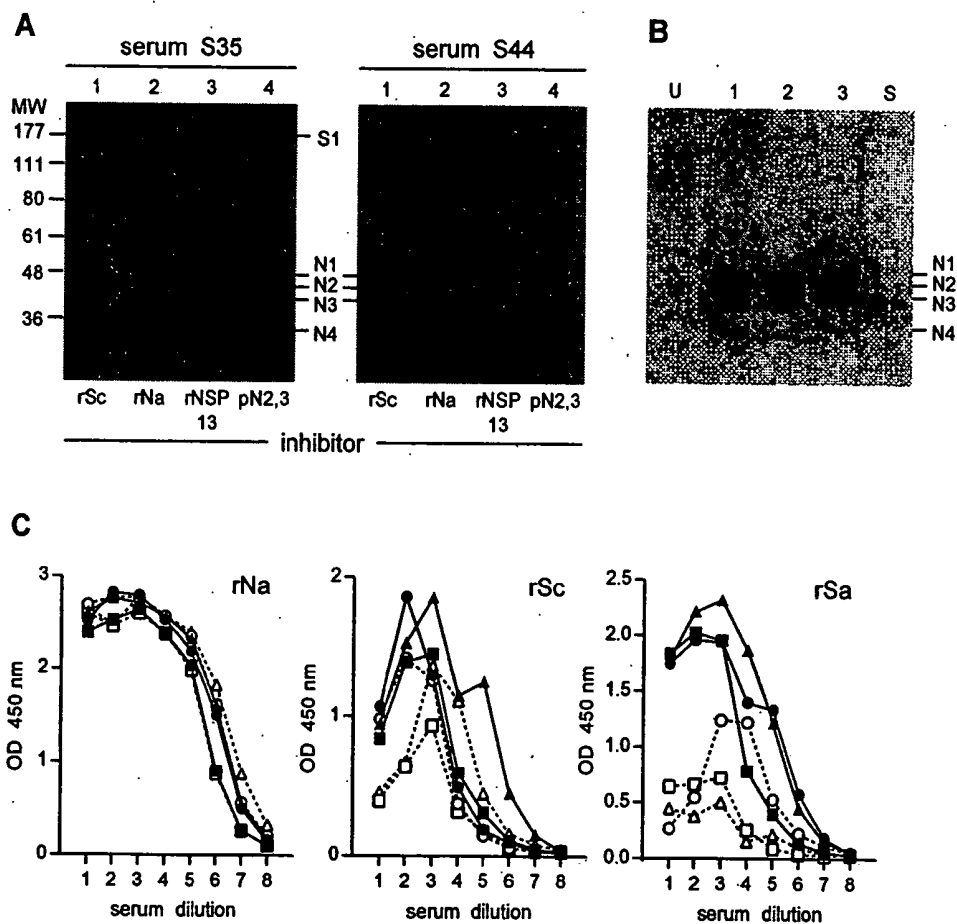 A
serum S35
serum S44
1 2 3 4
1 2 3 4
MW
177
111
80
61
48
36
S1
N1
N2
N3
N4
rSc rNa rNSP 13 pN2,3
rSc rNa rNSP 13 pN2,3
inhibitor
B
U 1 2 3 S
N1
N2
N3
N4
C
rNa
OD 450 nm
3
2
1
0
1 2 3 4 5 6 7 8
serum dilution
rSc
2
1
0
1 2 3 4 5 6 7 8
serum dilution
rSa
OD 450 nm
2.5
2.0
1.5
1.0
0.5
0.0
1 2 3 4 5 6 7 8
serum dilution